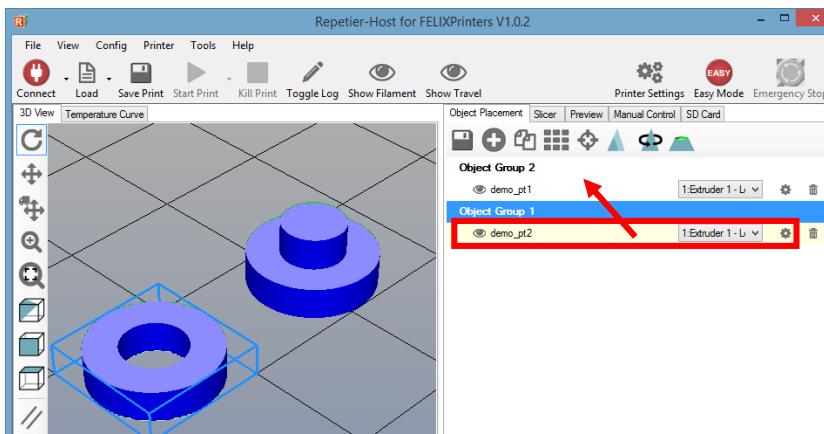 Repetier-Host for FELIXPrinters V1.0.2
File View Config Printer Tools Help
EASY
Connect Load Save Print Start Print Kill Print Toggle Log Show Filament Show Travel Printer Settings Easy Mode Emergency Stop
3D View Temperature Curve
Object Placement Slicer Preview Manual Control SD Card
Object Group 2
demo_pt1 1:Extruder 1 - L
Object Group 1
demo_pt2 1:Extruder 1 - L